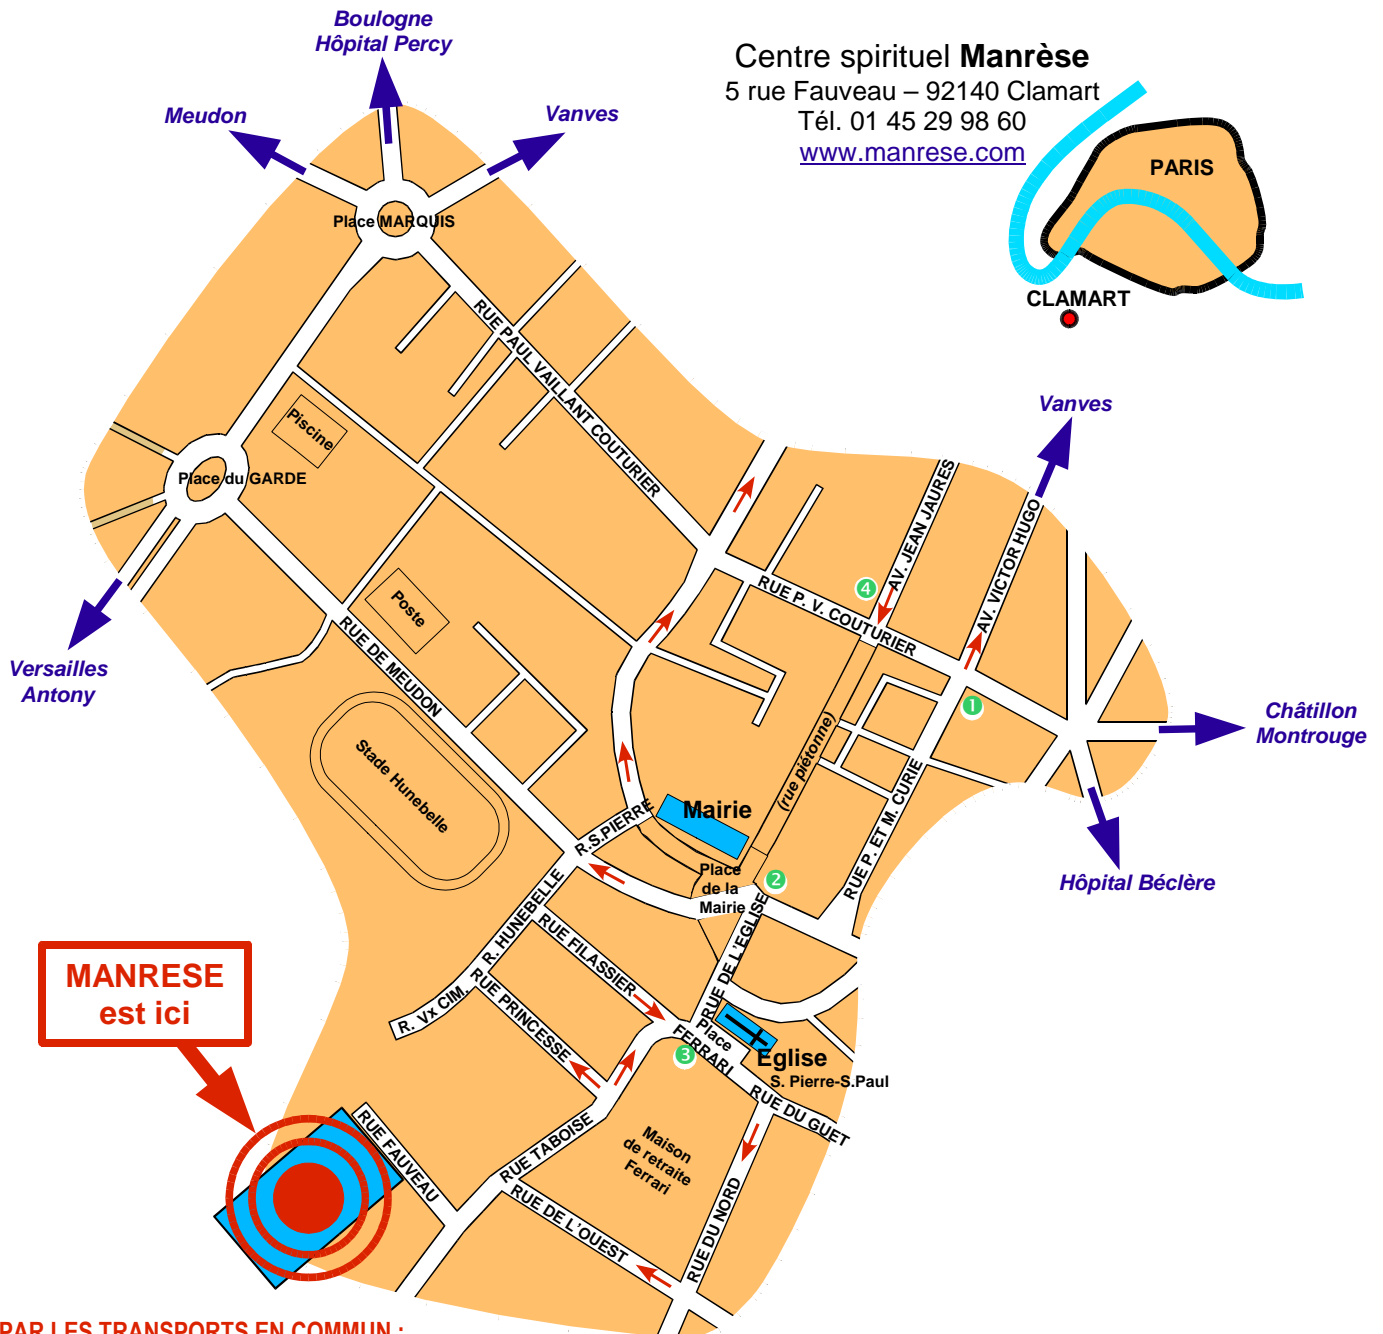 Boulogne
Hôpital Percy
Meudon
Vanves
Centre spirituel Manrèse
5 rue Fauveau – 92140 Clamart
Tél. 01 45 29 98 60
www.manrese.com
PARIS
CLAMART
Place MARQUIS
RUE PAUL VAILLANT COUTURIER
Piscine
Place du GARDE
Vanves
AV. JEAN JAURES
AV. VICTOR HUGO
4
RUE P. V. COUTURIER
Poste
RUE DE MEUDON
Versailles
Antony
1
Châtillon
Montrouge
(rue piétonne)
Stade Hunebelle
Mairie
R.S.PIERRE
RUE P. ET M. CURIE
Place
de la
Mairie
2
Hôpital Béclère
R. HUNEBELLE
RUE DE L'EGLISE
RUE FILASSIER
MANRESE
est ici
R. Vx CIM.
RUE PRINCESSE
Place
FERRARI
3
Eglise
S. Pierre-S.Paul
RUE DU GUET
RUE FAUVEAU
RUE TABOISE
Maison
de retraite
Ferrari
RUE DE L'OUEST
RUE DU NORD
PAR LES TRANSPORTS EN COMMUN :